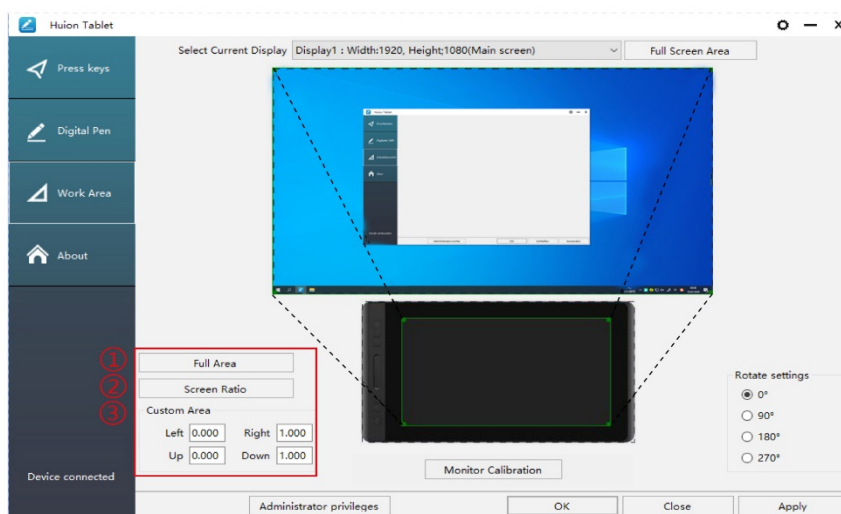 Huion Tablet
Select Current Display Display1 : Width:1920, Height;1080(Main screen) Full Screen Area
Press keys
Digital Pen
Work Area
About
Huion Tablet
① Full Area
② Screen Ratio
③ Custom Area
Left 0.000 Right 1.000
Up 0.000 Down 1.000
Rotate settings
0°
90°
180°
270°
Device connected
Monitor Calibration
Administrator privileges OK Close Apply